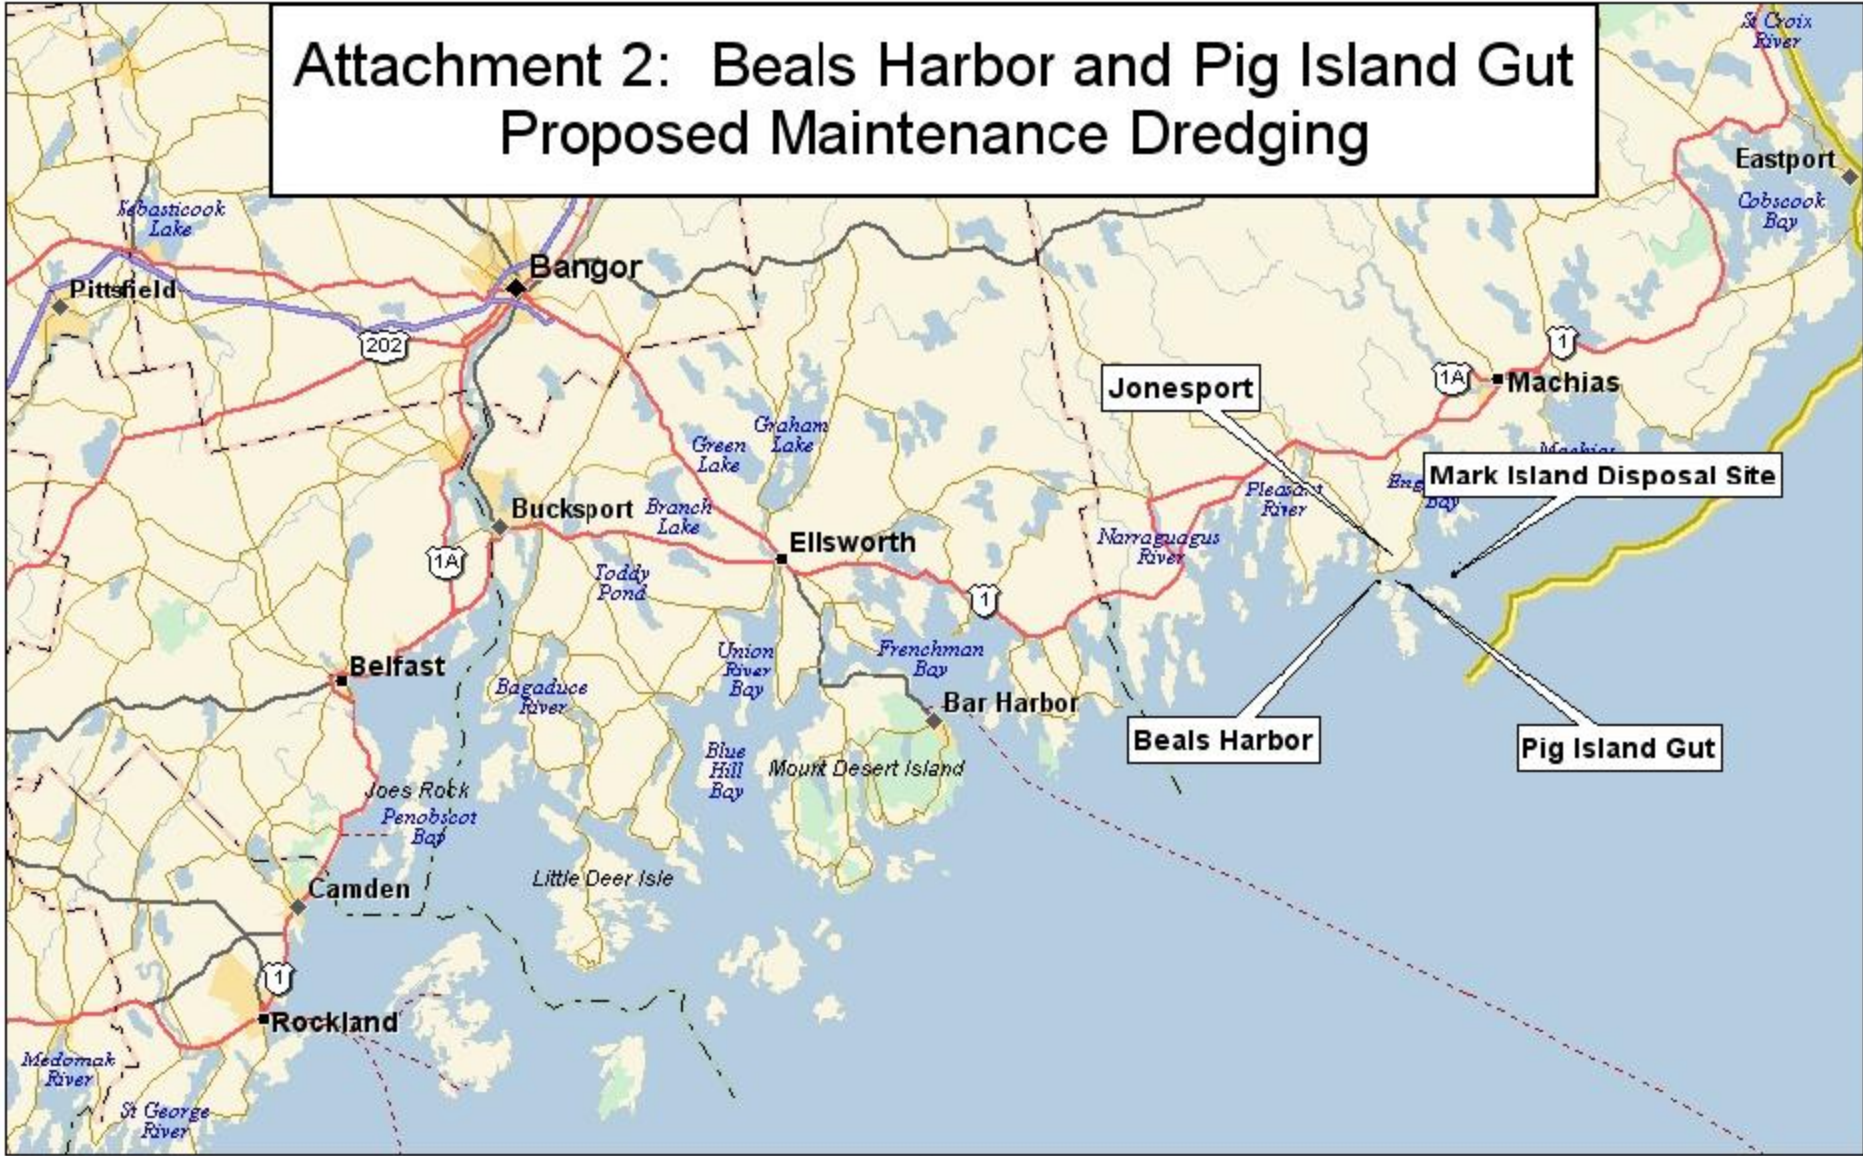 Attachment 2: Beals Harbor and Pig Island Gut
Proposed Maintenance Dredging
St Croix
River
Eastport
Cobscook
Bay
Sebasticook
Lake
Bangor
Pittsfield
202
1
1A
Machias
Jonesport
Graham
Lake
Green
Lake
Machias
Mark Island Disposal Site
Eng
Bay
Pleasant
River
Bucksport
Branch
Lake
Narraguagus
River
Ellsworth
1A
Toddy
Pond
1
Union
River
Bay
Frenchman
Bay
Belfast
Bagaduce
River
Bar Harbor
Beals Harbor
Pig Island Gut
Blue
Hill
Bay
Mount Desert Island
Joes Rock
Penobscot
Bay
Little Deer Isle
Camden
1
Rockland
Medomak
River
St George
River